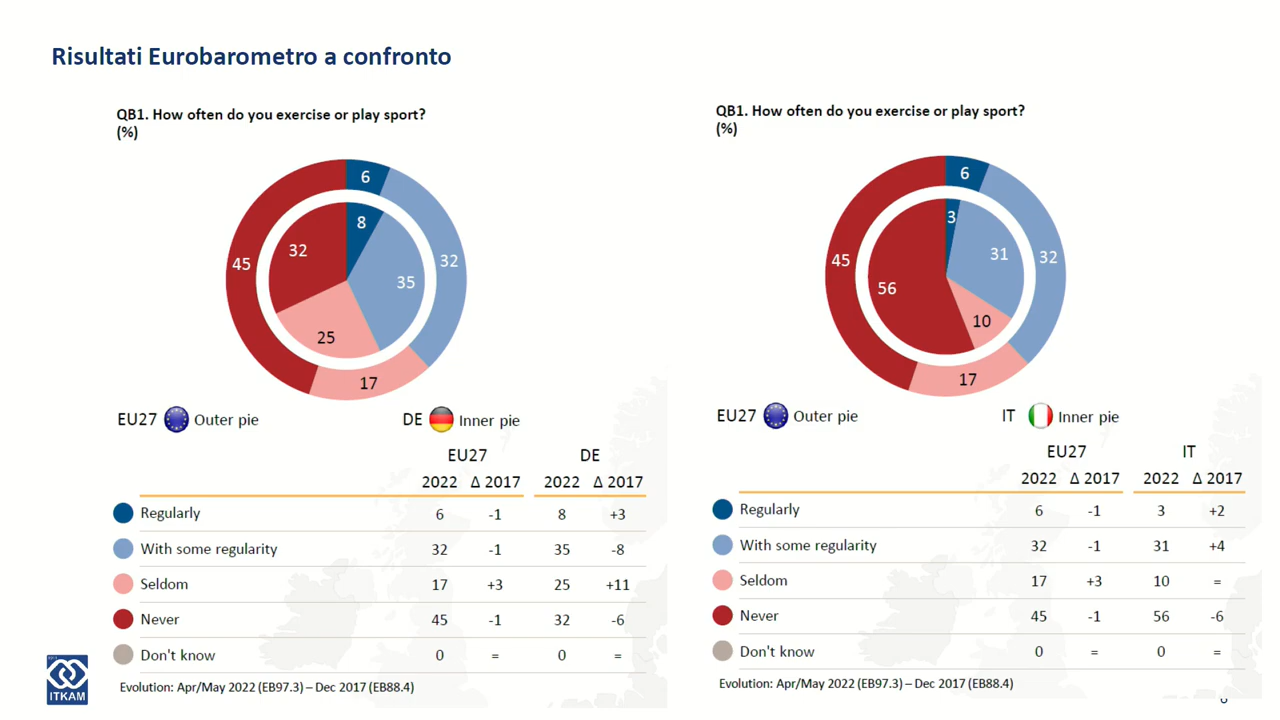 Risultati Eurobarometro a confronto
QB1. How often do you exercise or play sport?
(%)
6
8
32
45
32
35
25
17
EU27 Outer pie DE Inner pie
EU27 DE
2022 Δ 2017 2022 Δ 2017
Regularly 6 -1 8 +3
With some regularity 32 -1 35 -8
Seldom 17 +3 25 +11
Never 45 -1 32 -6
Don't know 0 = 0 =
Evolution: Apr/May 2022 (EB97.3) – Dec 2017 (EB88.4)
QB1. How often do you exercise or play sport?
(%)
6
3
31
32
45
56
10
17
EU27 Outer pie IT Inner pie
EU27 IT
2022 Δ 2017 2022 Δ 2017
Regularly 6 -1 3 +2
With some regularity 32 -1 31 +4
Seldom 17 +3 10 =
Never 45 -1 56 -6
Don't know 0 = 0 =
Evolution: Apr/May 2022 (EB97.3) – Dec 2017 (EB88.4)
ITKAM